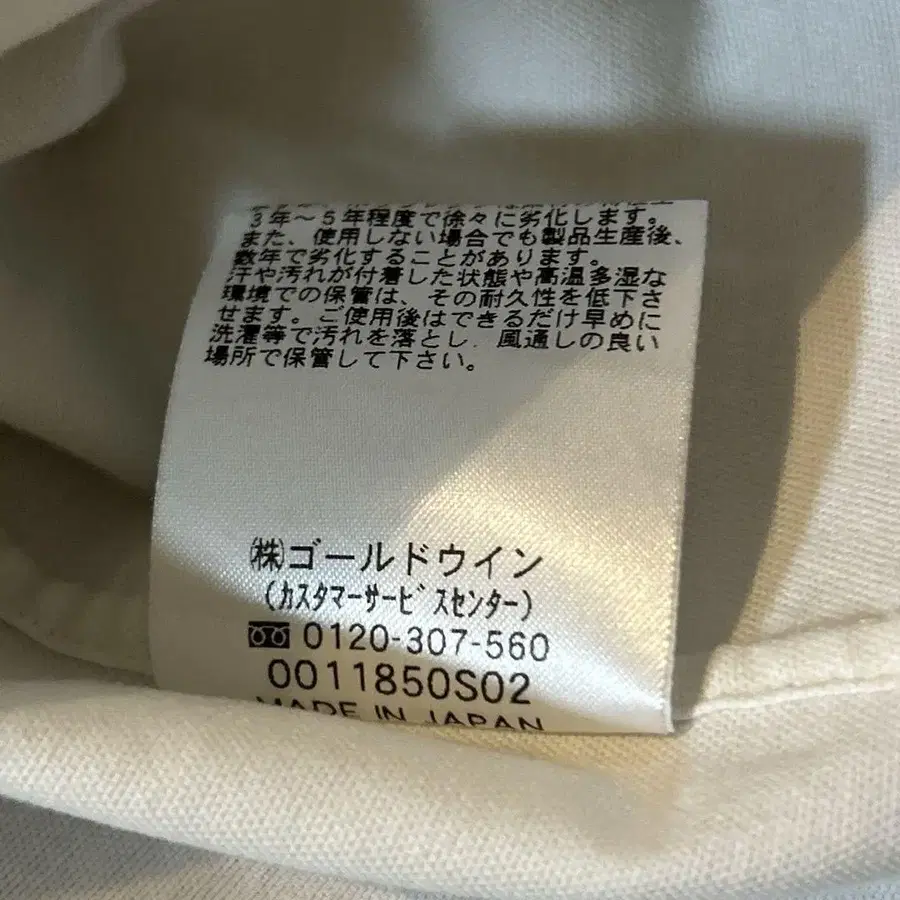 3年〜5年程度で徐々に劣化します。
また、使用しない場合でも製品生産後、
数年で劣化することがあります。
汗や汚れが付着した状態や高温多湿な
環境での保管は、その耐久性を低下さ
せます。ご使用後はできるだけ早めに
洗濯等で汚れを落とし、風通しの良い
場所で保管して下さい。
㈱ゴールドウイン
(カスタマーサービスセンター)
0120-307-560
0011850S02
MADE IN JAPAN